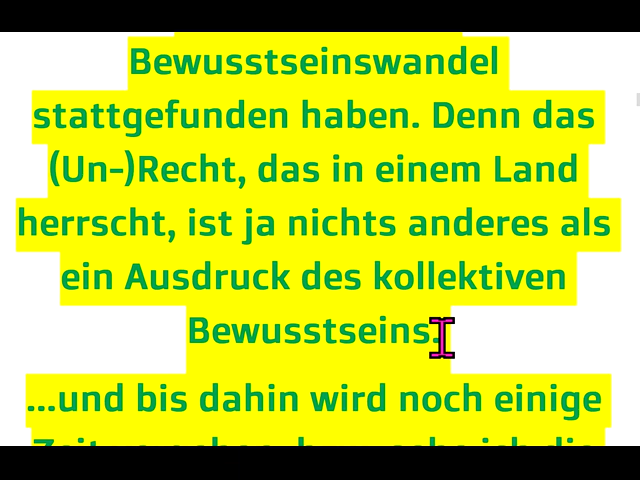 Bewusstseinswandel
stattgefunden haben. Denn das
(Un-)Recht, das in einem Land
herrscht, ist ja nichts anderes als
ein Ausdruck des kollektiven
Bewusstseins.
...und bis dahin wird noch einige